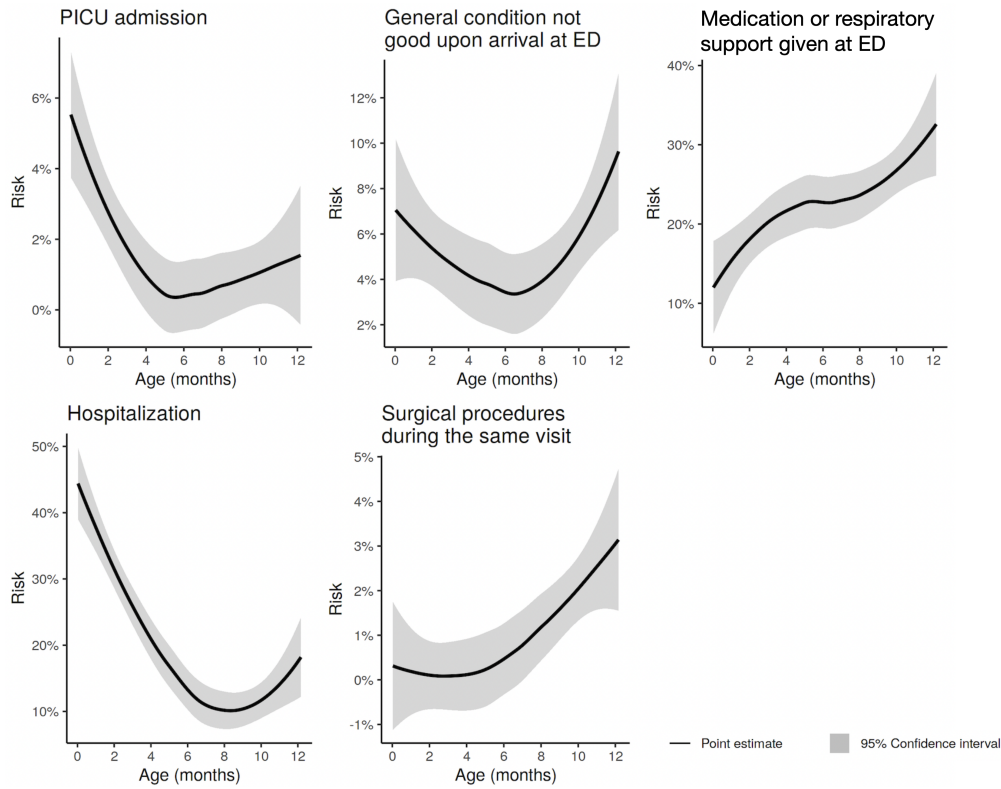 PICU admission
6%
4%
2%
0%
Risk
0 2 4 6 8 10 12
Age (months)
General condition not
good upon arrival at ED
12%
10%
8%
6%
4%
2%
Risk
0 2 4 6 8 10 12
Age (months)
Medication or respiratory
support given at ED
40%
30%
20%
10%
Risk
0 2 4 6 8 10 12
Age (months)
Hospitalization
50%
40%
30%
20%
10%
Risk
0 2 4 6 8 10 12
Age (months)
Surgical procedures
during the same visit
5%
4%
3%
2%
1%
0%
-1%
Risk
0 2 4 6 8 10 12
Age (months)
Point estimate
95% Confidence interval